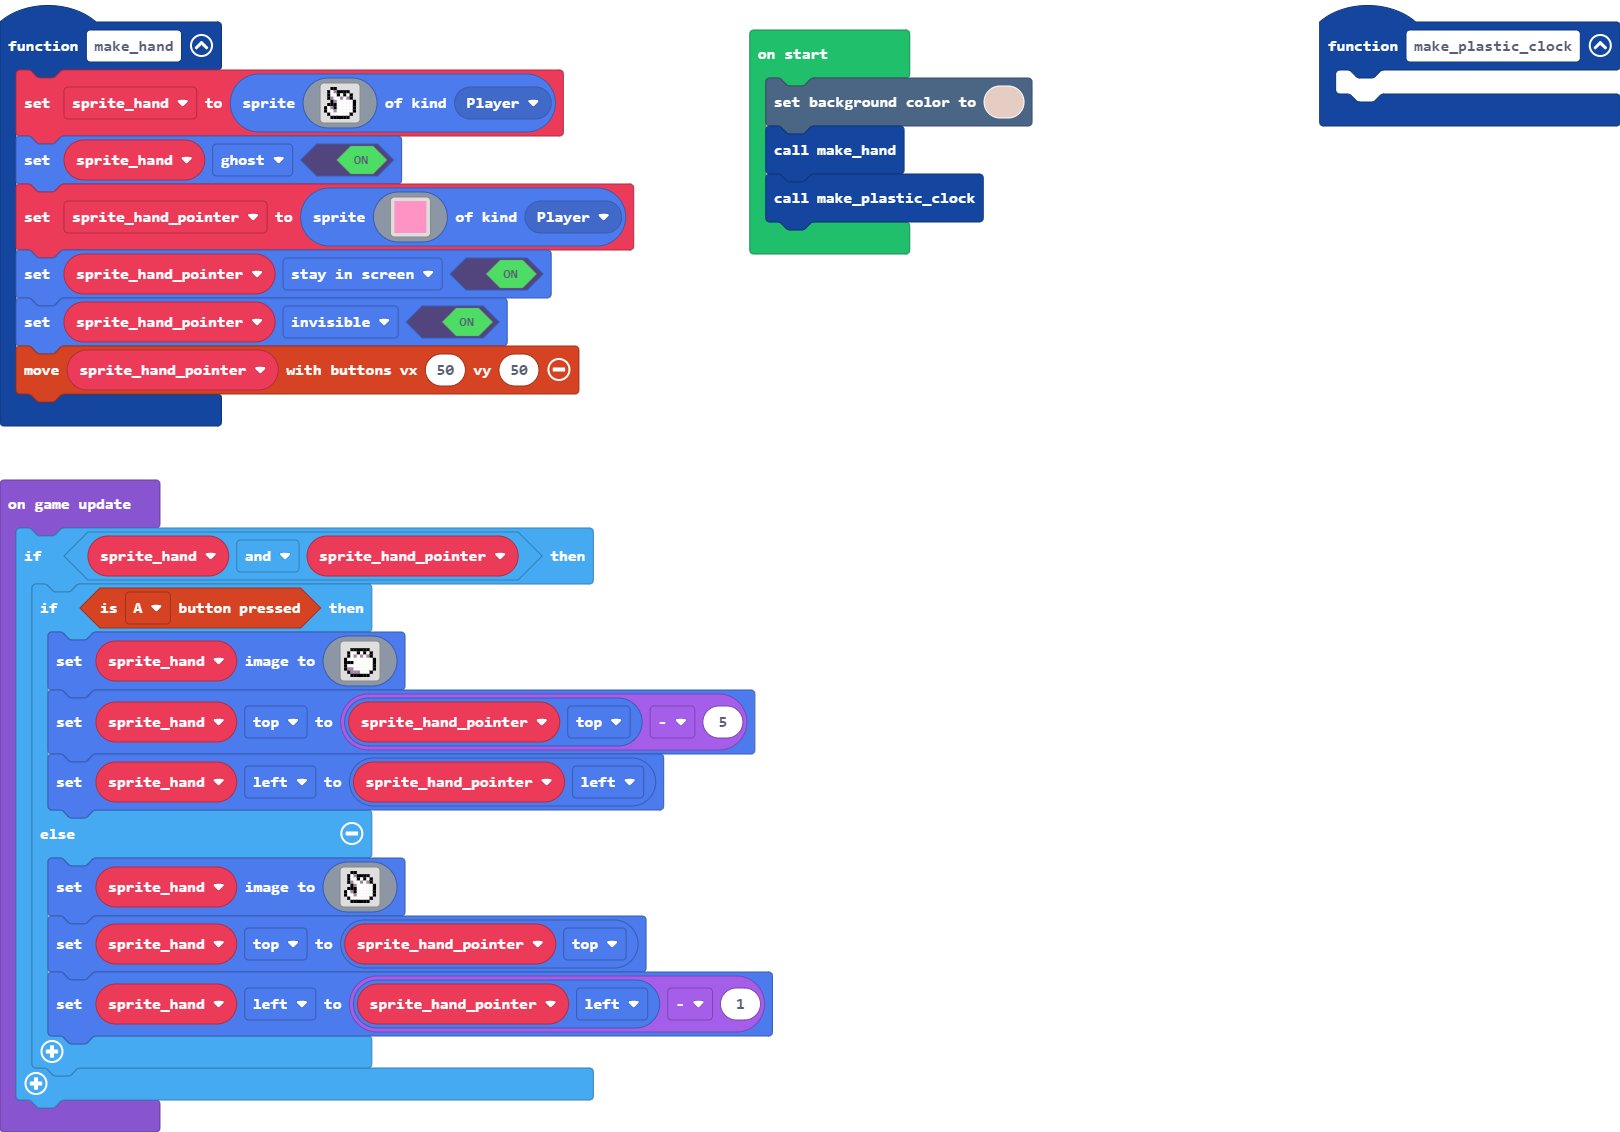 function make_hand
set sprite_hand to sprite of kind Player
set sprite_hand ghost ON
set sprite_hand_pointer to sprite of kind Player
set sprite_hand_pointer stay in screen ON
set sprite_hand_pointer invisible ON
move sprite_hand_pointer with buttons vx 50 vy 50
on start
set background color to
call make_hand
call make_plastic_clock
function make_plastic_clock
on game update
if sprite_hand and sprite_hand_pointer then
if is A button pressed then
set sprite_hand image to
set sprite_hand top to sprite_hand_pointer top - 5
set sprite_hand left to sprite_hand_pointer left
else
set sprite_hand image to
set sprite_hand top to sprite_hand_pointer top
set sprite_hand left to sprite_hand_pointer left - 1